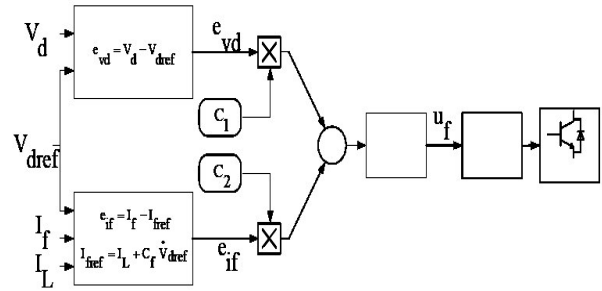 V_d
e_vd = V_d − V_dref
e_vd
C_1
V_dref
C_2
e_if = I_f − I_fref
I_fref = I_L + C_f V̇_dref
I_f
I_L
e_if
u_f